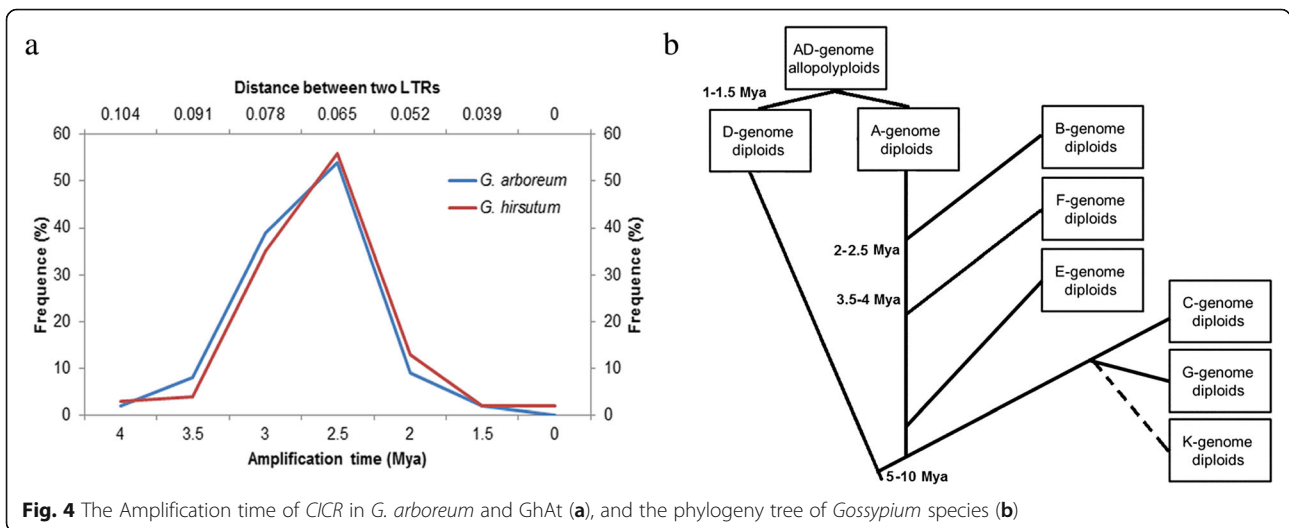 a
Distance between two LTRs
0.104 0.091 0.078 0.065 0.052 0.039 0
60 60
50 50
40 40
30 30
20 20
10 10
0 0
Frequence (%)
Frequence (%)
G. arboreum
G. hirsutum
4 3.5 3 2.5 2 1.5 0
Amplification time (Mya)
b
AD-genome
allopolyploids
1-1.5 Mya
D-genome
diploids
A-genome
diploids
B-genome
diploids
F-genome
diploids
2-2.5 Mya
E-genome
diploids
3.5-4 Mya
C-genome
diploids
G-genome
diploids
K-genome
diploids
5-10 Mya
Fig. 4 The Amplification time of CICR in G. arboreum and GhAt (a), and the phylogeny tree of Gossypium species (b)